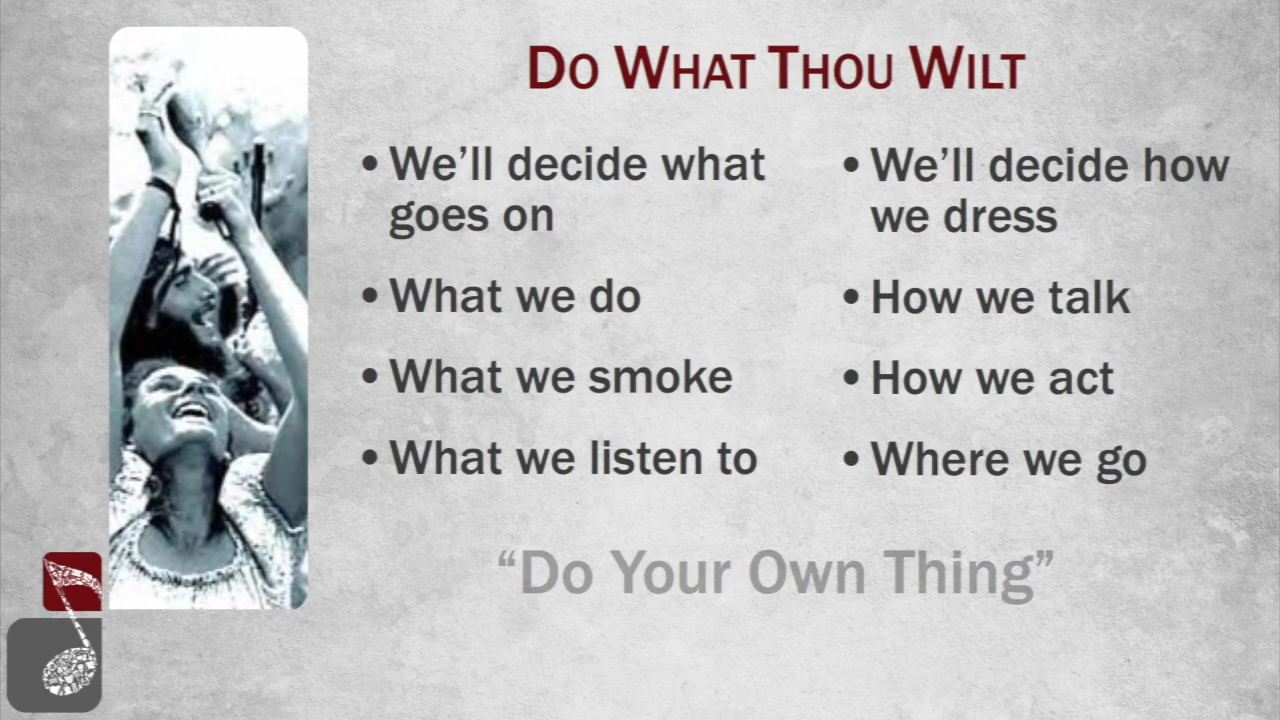 DO WHAT THOU WILT
• We’ll decide what
goes on
• What we do
• What we smoke
• What we listen to
• We’ll decide how
we dress
• How we talk
• How we act
• Where we go
“Do Your Own Thing”